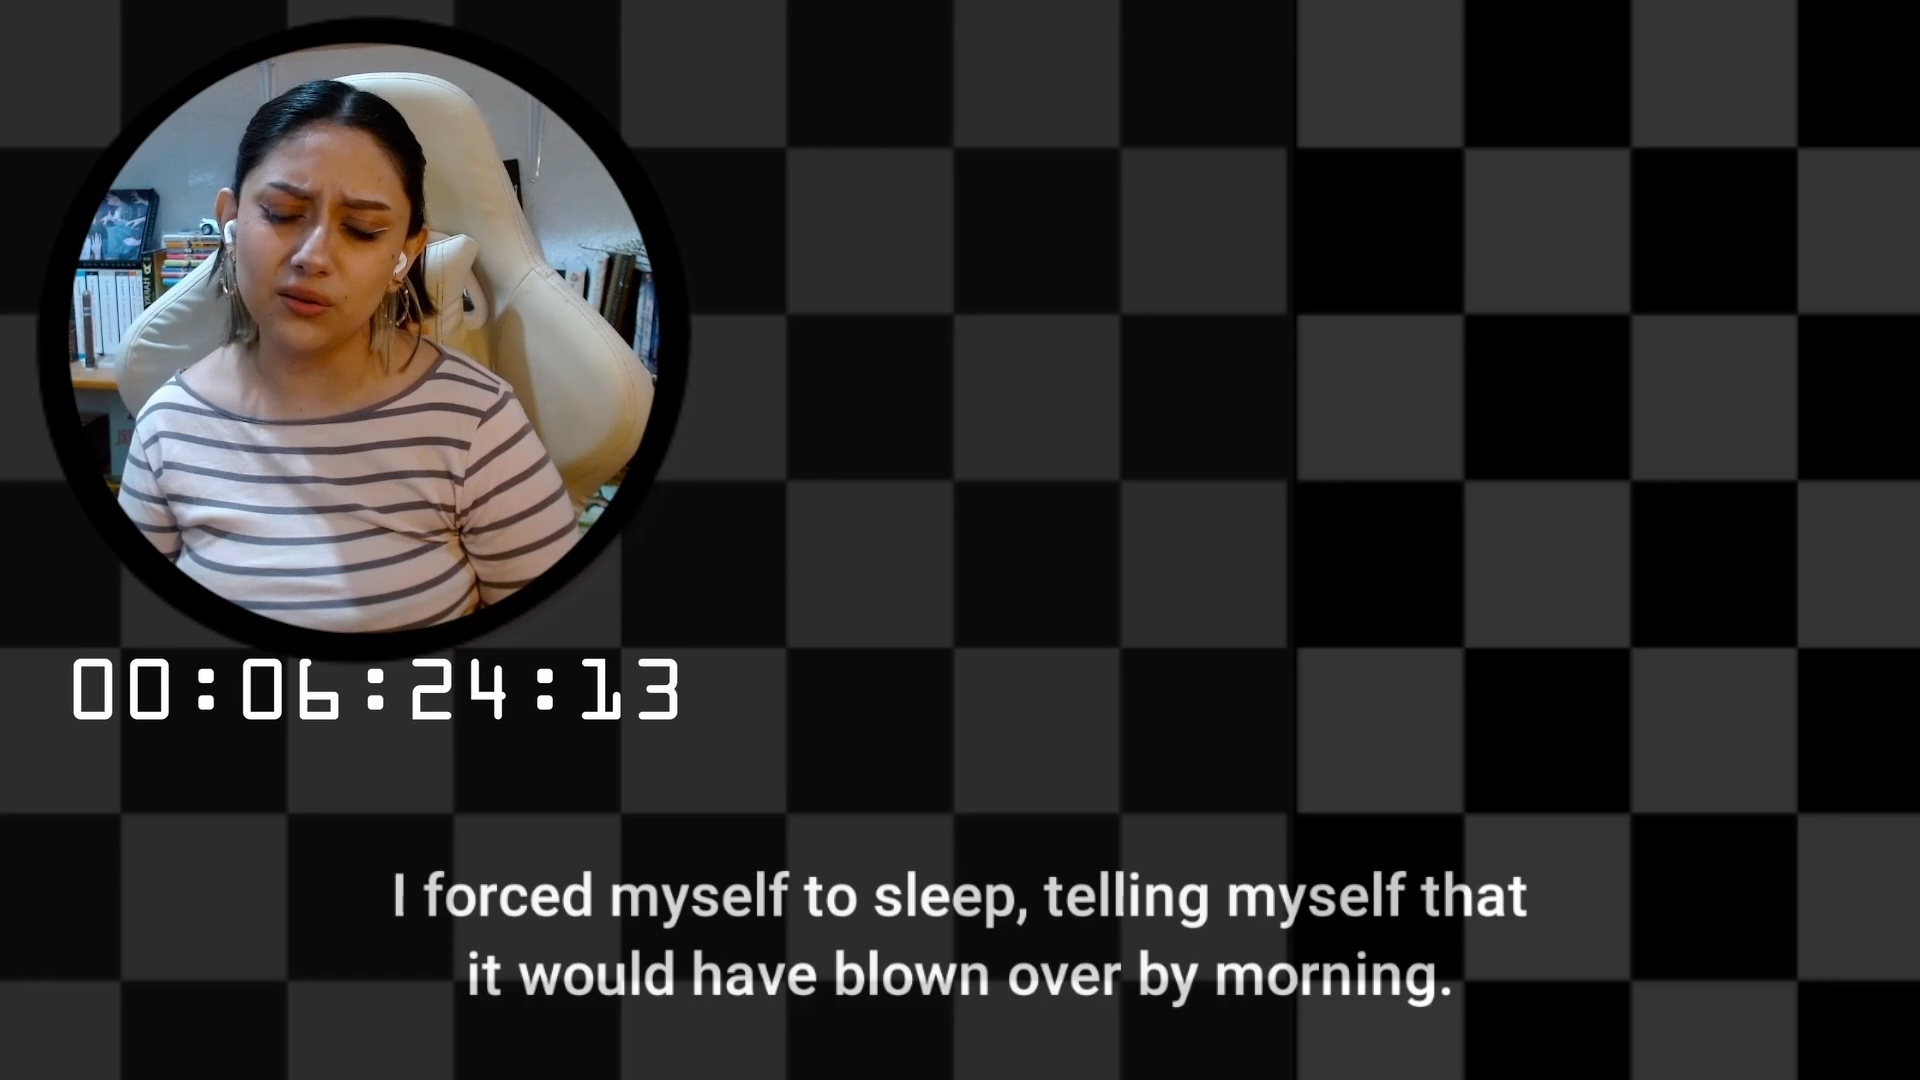 00:06:24:13
I forced myself to sleep, telling myself that
it would have blown over by morning.